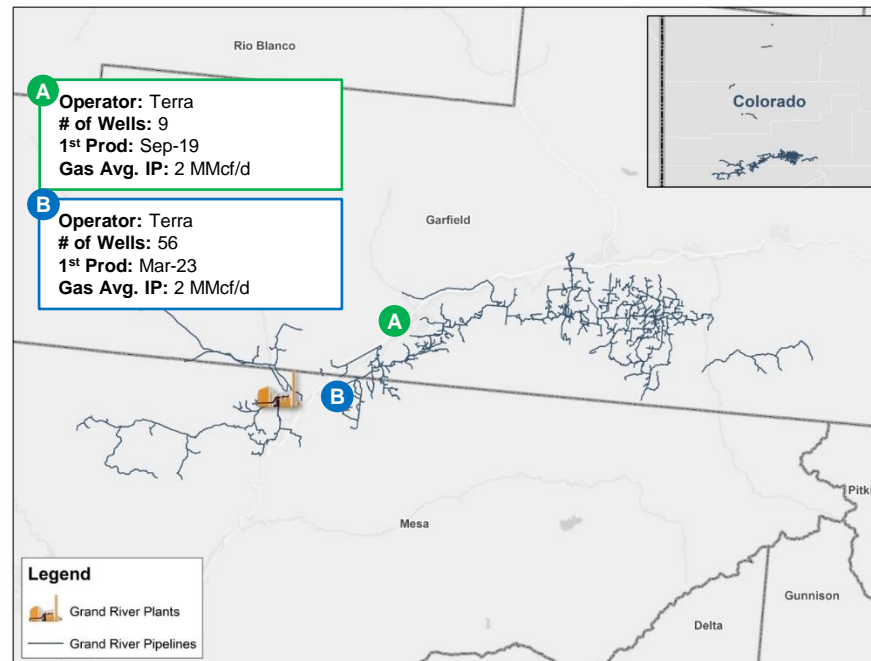 Rio Blanco
Colorado
A
Operator: Terra
# of Wells: 9
1st Prod: Sep-19
Gas Avg. IP: 2 MMcf/d
B
Operator: Terra
# of Wells: 56
1st Prod: Mar-23
Gas Avg. IP: 2 MMcf/d
Garfield
A
B
Mesa
Pitki
Gunnison
Delta
Legend
Grand River Plants
Grand River Pipelines